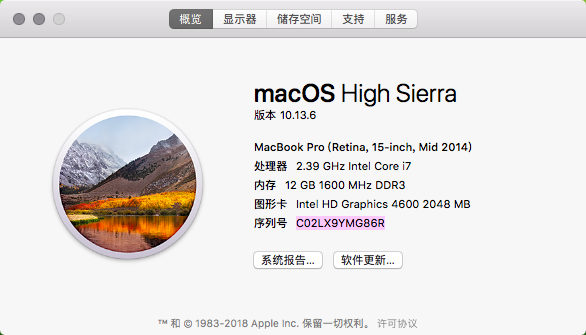 概览 显示器 储存空间 支持 服务
macOS High Sierra
版本 10.13.6
MacBook Pro (Retina, 15-inch, Mid 2014)
处理器 2.39 GHz Intel Core i7
内存 12 GB 1600 MHz DDR3
图形卡 Intel HD Graphics 4600 2048 MB
序列号 C02LX9YMG86R
系统报告... 软件更新...
™ 和 © 1983-2018 Apple Inc. 保留一切权利。 许可协议